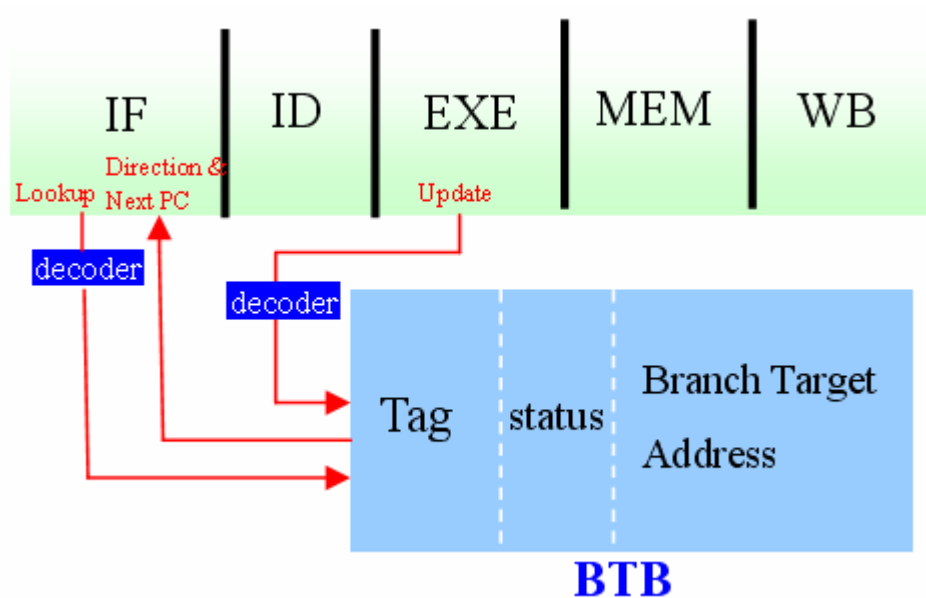 IF
ID
EXE
MEM
WB
Direction &
Lookup
Next PC
Update
decoder
decoder
Tag
status
Branch Target
Address
BTB